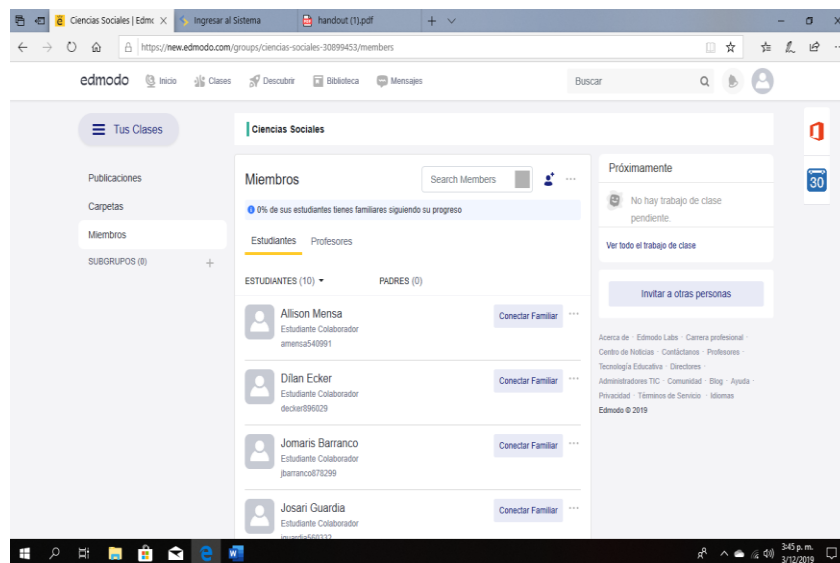 Ciencias Sociales | Edmo
Ingresar al Sistema
handout (1).pdf
https://new.edmodo.com/groups/ciencias-sociales-30899453/members
edmodo
Inicio
Clases
Descubrir
Biblioteca
Mensajes
Buscar
Tus Clases
Ciencias Sociales
Publicaciones
Carpetas
Miembros
SUBGRUPOS (0)
Miembros
Search Members
0% de sus estudiantes tienes familiares siguiendo su progreso
Estudiantes
Profesores
ESTUDIANTES (10)
PADRES (0)
Allison Mensa
Estudiante Colaborador
amensa540991
Conectar Familiar
Dílan Ecker
Estudiante Colaborador
decker896029
Conectar Familiar
Jomaris Barranco
Estudiante Colaborador
jbarranco878299
Conectar Familiar
Josari Guardia
Estudiante Colaborador
jguardia560332
Conectar Familiar
Próximamente
No hay trabajo de clase
pendiente.
Ver todo el trabajo de clase
Invitar a otras personas
Acerca de · Edmodo Labs · Carrera profesional ·
Centro de Noticias · Contáctanos · Profesores ·
Tecnología Educativa · Directores ·
Administradores TIC · Comunidad · Blog · Ayuda ·
Privacidad · Términos de Servicio · Idiomas
Edmodo © 2019
30
3:45 p. m.
3/12/2019